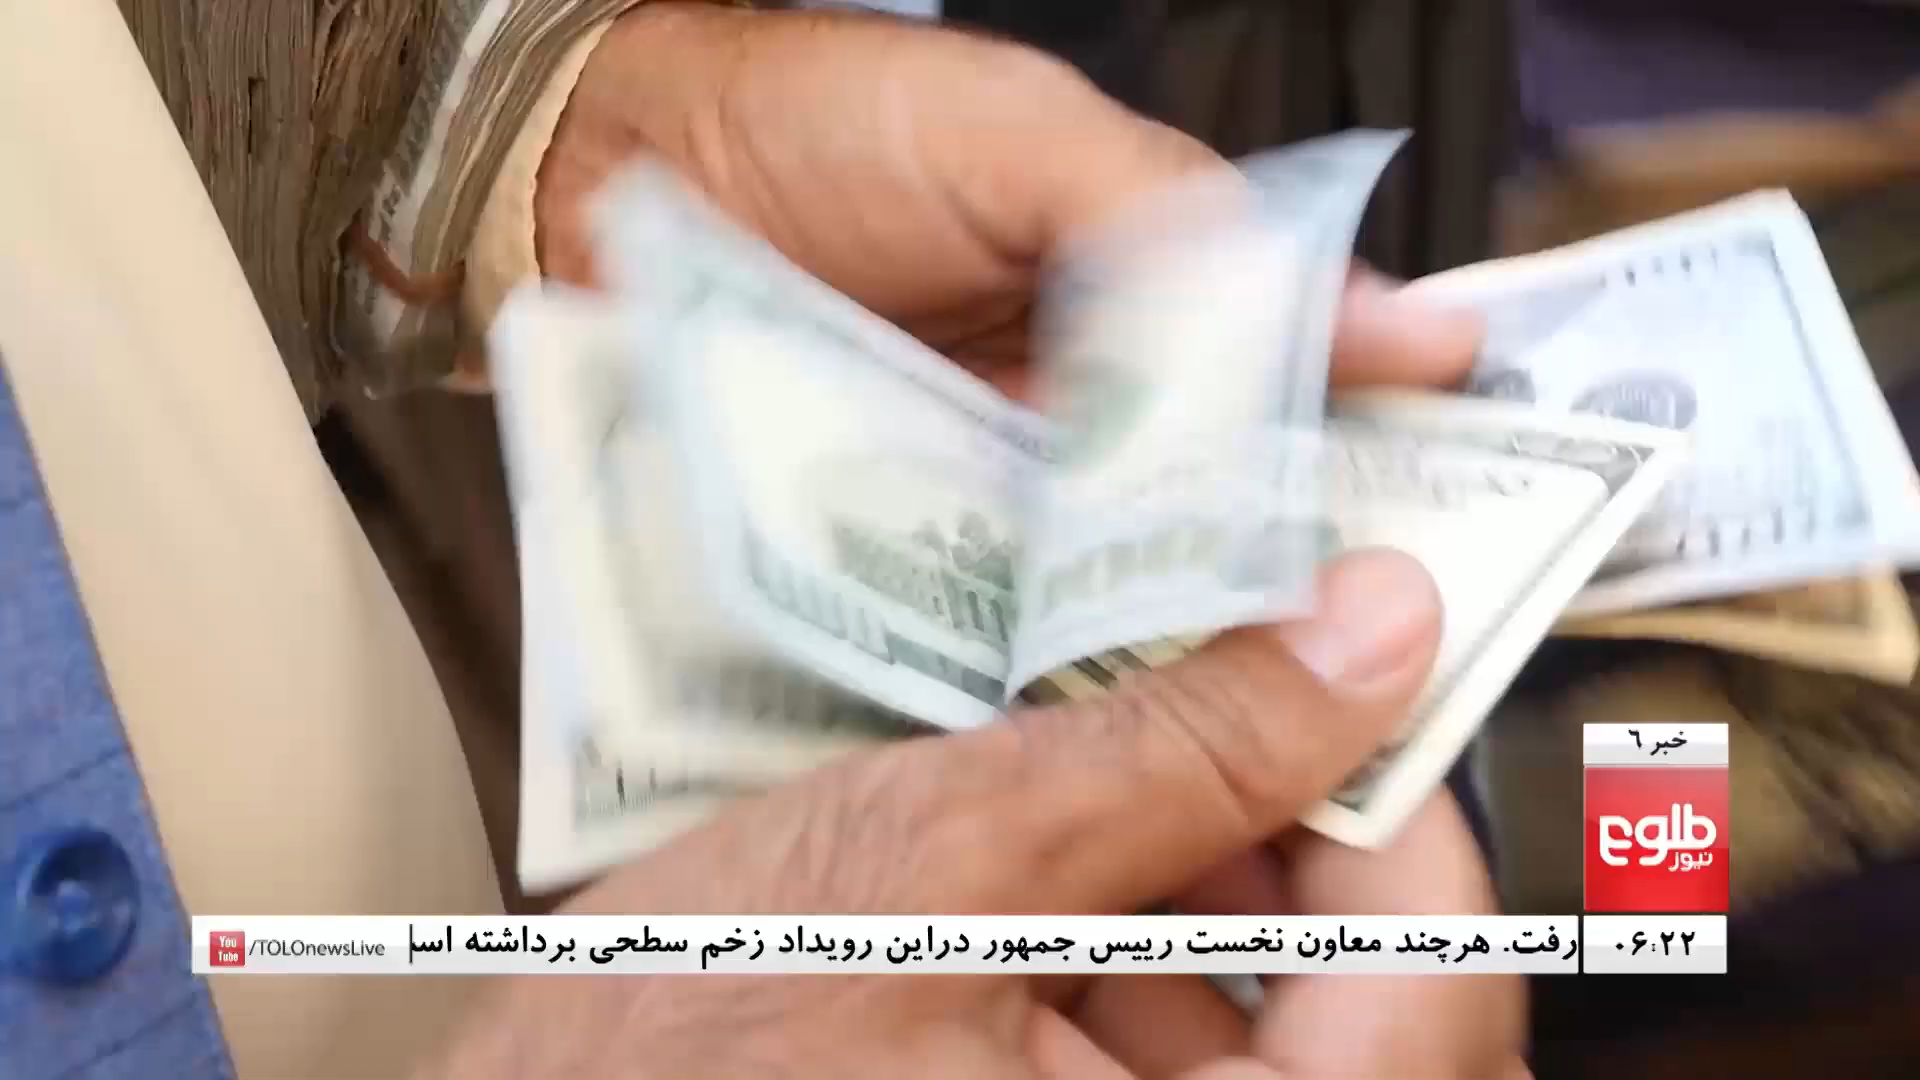 خبر ٦
طلوع
نیوز
رفت. هرچند معاون نخست رییس جمهور دراین رویداد زخم سطحی برداشته اس
You Tube /TOLOnewsLive
۰۶:۲۲